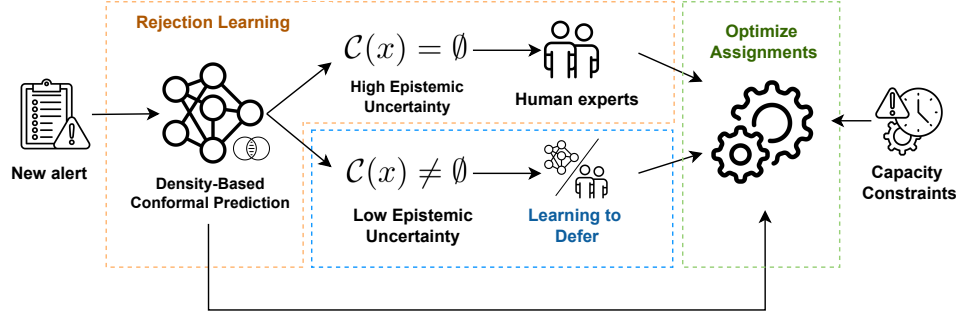 Rejection Learning
Optimize
Assignments
𝒞(x) = ∅
High Epistemic
Uncertainty
Human experts
New alert
Density-Based
Conformal Prediction
𝒞(x) ≠ ∅
Low Epistemic
Uncertainty
Learning to
Defer
Capacity
Constraints